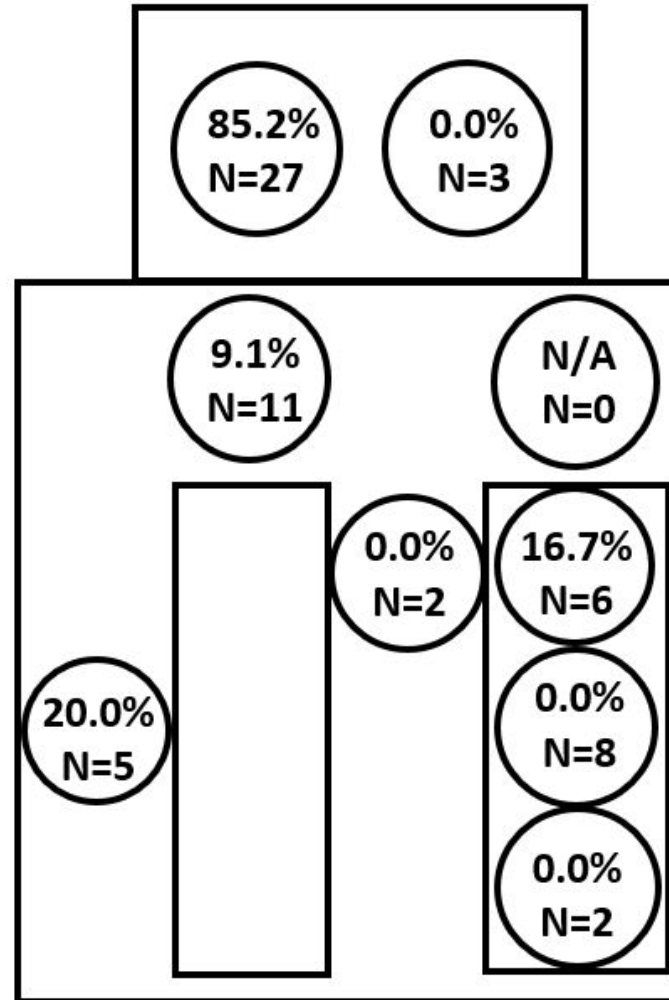 85.2%
N=27
0.0%
N=3
9.1%
N=11
N/A
N=0
0.0%
N=2
16.7%
N=6
20.0%
N=5
0.0%
N=8
0.0%
N=2